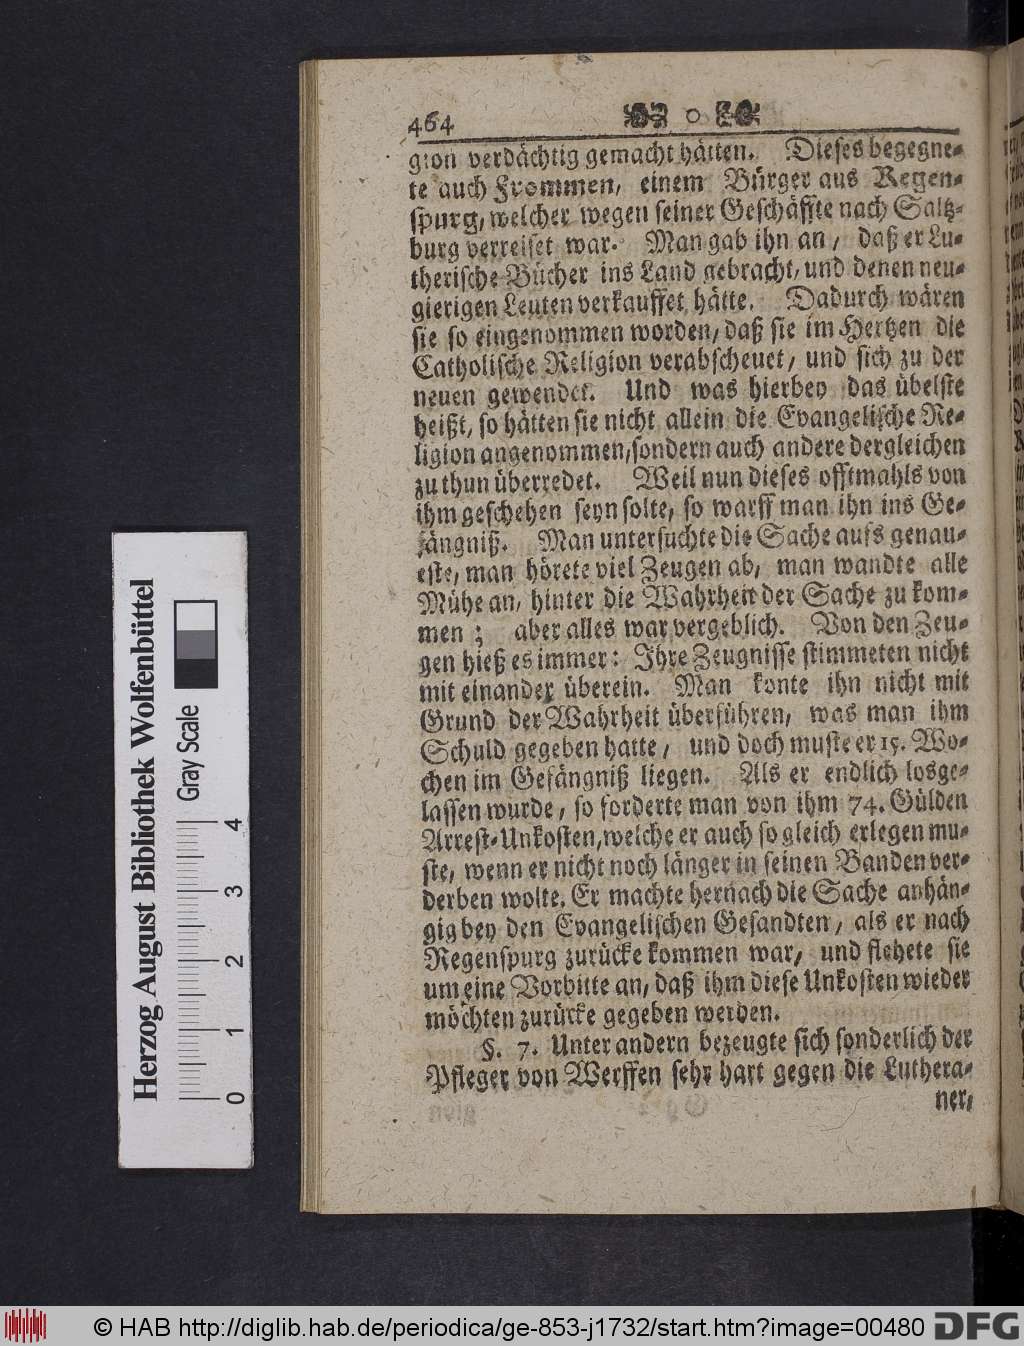 464 o
gion verdächtig gemacht hätten. Dieses begegne-
te auch Frommen, einem Bürger aus Regen-
spurg, welcher wegen seiner Geschäffte nach Saltz-
burg verreiset war. Man gab ihn an, daß er Lu-
therische Bücher ins Land gebracht, und denen neu-
gierigen Leuten verkauffet hätte. Dadurch wären
sie so eingenommen worden, daß sie im Hertzen die
Catholische Religion verabscheuet, und sich zu der
neuen gewendet. Und was hierbey das übelste
heißt, so hätten sie nicht allein die Evangelische Re-
ligion angenommen, sondern auch andere dergleichen
zu thun überredet. Weil nun dieses offtmahls von
ihm geschehen seyn solte, so warff man ihn ins Ge-
fängniß. Man untersuchte die Sache aufs genau-
este, man hörete viel Zeugen ab, man wandte alle
Mühe an, hinter die Wahrheit der Sache zu kom-
men; aber alles war vergeblich. Von den Zeu-
gen hieß es immer: Ihre Zeugnisse stimmeten nicht
mit einander überein. Man konte ihn nicht mit
Grund der Wahrheit überführen, was man ihm
Schuld gegeben hatte, und doch muste er 15. Wo-
chen im Gefängniß liegen. Als er endlich losge-
lassen wurde, so forderte man von ihm 74. Gülden
Arrest-Unkosten, welche er auch so gleich erlegen mu-
ste, wenn er nicht noch länger in seinen Banden ver-
derben wolte. Er machte hernach die Sache anhän-
gig bey den Evangelischen Gesandten, als er nach
Regenspurg zurücke kommen war, und flehete sie
um eine Vorbitte an, daß ihm diese Unkosten wieder
möchten zurücke gegeben werden.
§. 7. Unter andern bezeugte sich sonderlich der
Pfleger von Werffen sehr hart gegen die Luthera-
ner,
Herzog August Bibliothek Wolfenbüttel
Gray Scale
0 1 2 3 4
© HAB http://diglib.hab.de/periodica/ge-853-j1732/start.htm?image=00480 DFG